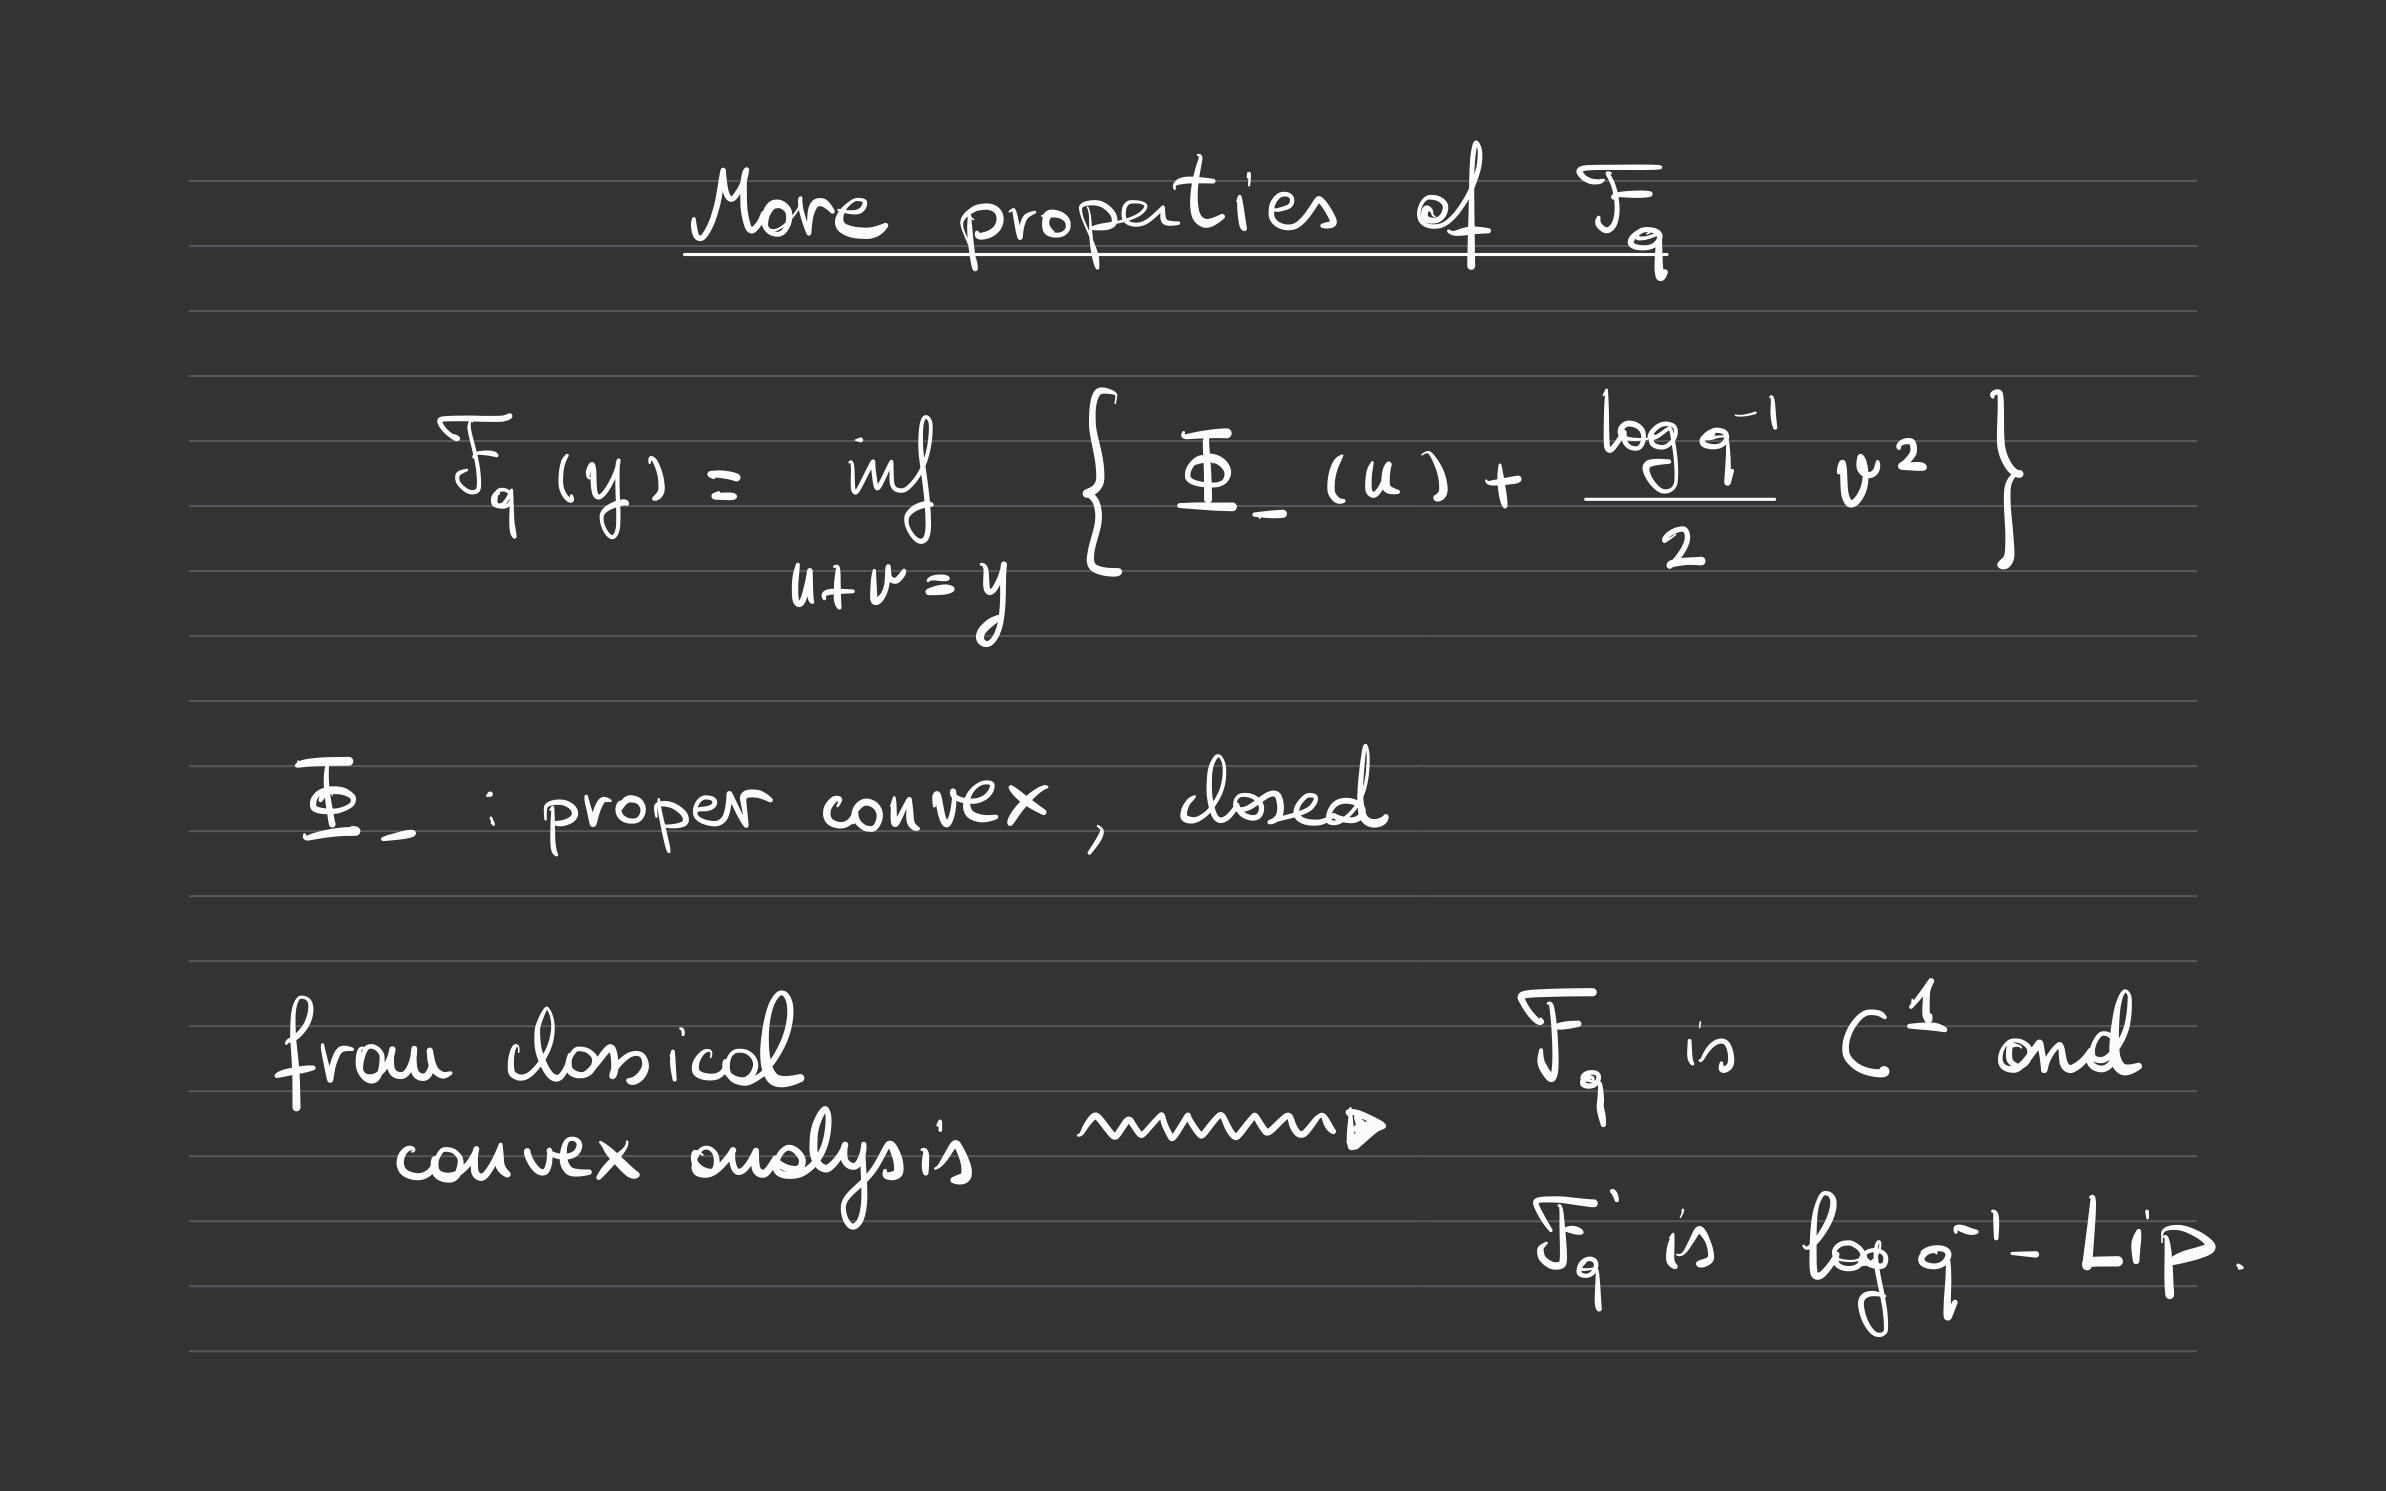 More properties of F_q
F_q (y) = inf_{u+v=y} { Φ_- (u) + \frac{log q^{-1}}{2} v^2 }
Φ_- : proper convex, closed
from classical
convex analysis
F_q is C^1 and
F_q' is log q^{-1} - Lip.